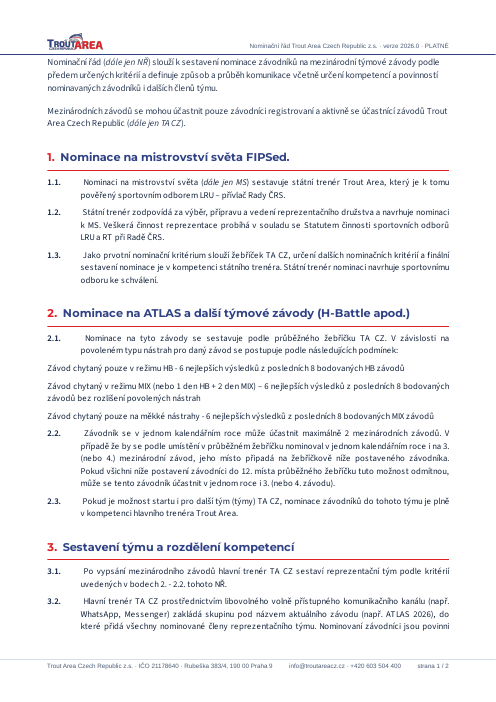 TROUTAREA
Nominační řád Trout Area Czech Republic z.s. · verze 2026.0 · PLATNÉ
Nominační řád (dále jen NŘ) slouží k sestavení nominace závodníků na mezinárodní týmové závody podle
předem určených kritérií a definuje způsob a průběh komunikace včetně určení kompetencí a povinností
nominavaných závodníků i dalších členů týmu.
Mezinárodních závodů se mohou účastnit pouze závodníci registrovaní a aktivně se účastnící závodů Trout
Area Czech Republic (dále jen TA CZ).
1. Nominace na mistrovství světa FIPSed.
1.1. Nominaci na mistrovství světa (dále jen MS) sestavuje státní trenér Trout Area, který je k tomu
pověřený sportovním odborem LRU – přívlač Rady ČRS.
1.2. Státní trenér zodpovídá za výběr, přípravu a vedení reprezentačního družstva a navrhuje nominaci
k MS. Veškerá činnost reprezentace probíhá v souladu se Statutem činnosti sportovních odborů
LRU a RT při Radě ČRS.
1.3. Jako prvotní nominační kritérium slouží žebříček TA CZ, určení dalších nominačních kritérií a finální
sestavení nominace je v kompetenci státního trenéra. Státní trenér nominaci navrhuje sportovnímu
odboru ke schválení.
2. Nominace na ATLAS a další týmové závody (H-Battle apod.)
2.1. Nominace na tyto závody se sestavuje podle průběžného žebříčku TA CZ. V závislosti na
povoleném typu nástrah pro daný závod se postupuje podle následujících podmínek:
Závod chytaný pouze v režimu HB - 6 nejlepších výsledků z posledních 8 bodovaných HB závodů
Závod chytaný v režimu MIX (nebo 1 den HB + 2 den MIX) – 6 nejlepších výsledků z posledních 8 bodovaných
závodů bez rozlišení povolených nástrah
Závod chytaný pouze na měkké nástrahy - 6 nejlepších výsledků z posledních 8 bodovaných MIX závodů
2.2. Závodník se v jednom kalendářním roce může účastnit maximálně 2 mezinárodních závodů. V
případě že by se podle umístění v průběžném žebříčku nominoval v jednom kalendářním roce i na 3.
(nebo 4.) mezinárodní závod, jeho místo připadá na žebříčkově níže postaveného závodníka.
Pokud všichni níže postavení závodníci do 12. místa průběžného žebříčku tuto možnost odmítnou,
může se tento závodník účastnit v jednom roce i 3. (nebo 4. závodu).
2.3. Pokud je možnost startu i pro další tým (týmy) TA CZ, nominace závodníků do tohoto týmu je plně
v kompetenci hlavního trenéra Trout Area.
3. Sestavení týmu a rozdělení kompetencí
3.1. Po vypsání mezinárodního závodů hlavní trenér TA CZ sestaví reprezentační tým podle kritérií
uvedených v bodech 2. - 2.2. tohoto NŘ.
3.2. Hlavní trenér TA CZ prostřednictvím libovolného volně přístupného komunikačního kanálu (např.
WhatsApp, Messenger) zakládá skupinu pod názvem aktuálního závodu (např. ATLAS 2026), do
které přidá všechny nominované členy reprezentačního týmu. Nominovaní závodníci jsou povinni
Trout Area Czech Republic z.s. · IČO 21178640 · Rubeška 383/4, 190 00 Praha 9 info@troutareacz.cz · +420 603 504 400 strana 1 / 2